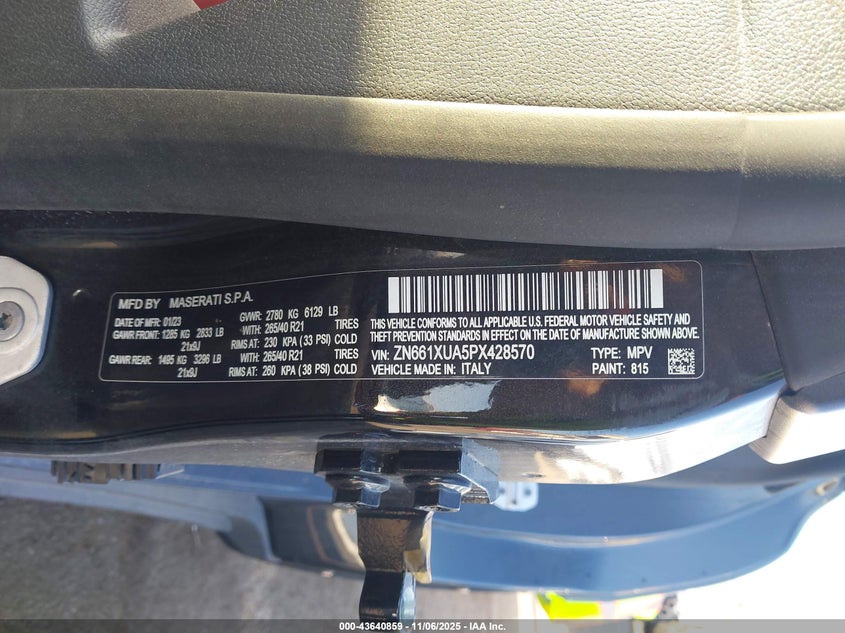 MFD BY MASERATI S.P.A.
DATE OF MFR: 01/23 GVWR: 2780 KG 6129 LB
GAWR FRONT: 1285 KG 2833 LB WITH: 265/40 R21 TIRES
21x9J RIMS AT: 230 KPA (33 PSI) COLD
GAWR REAR: 1495 KG 3296 LB WITH: 265/40 R21 TIRES
21x9J RIMS AT: 260 KPA (38 PSI) COLD
THIS VEHICLE CONFORMS TO ALL APPLICABLE U.S. FEDERAL MOTOR VEHICLE SAFETY AND
THEFT PREVENTION STANDARDS IN EFFECT ON THE DATE OF MANUFACTURE SHOWN ABOVE.
VIN: ZN661XUA5PX428570 TYPE: MPV
VEHICLE MADE IN: ITALY PAINT: 815
000-43640859 | 11/06/2025 | IAA Inc.